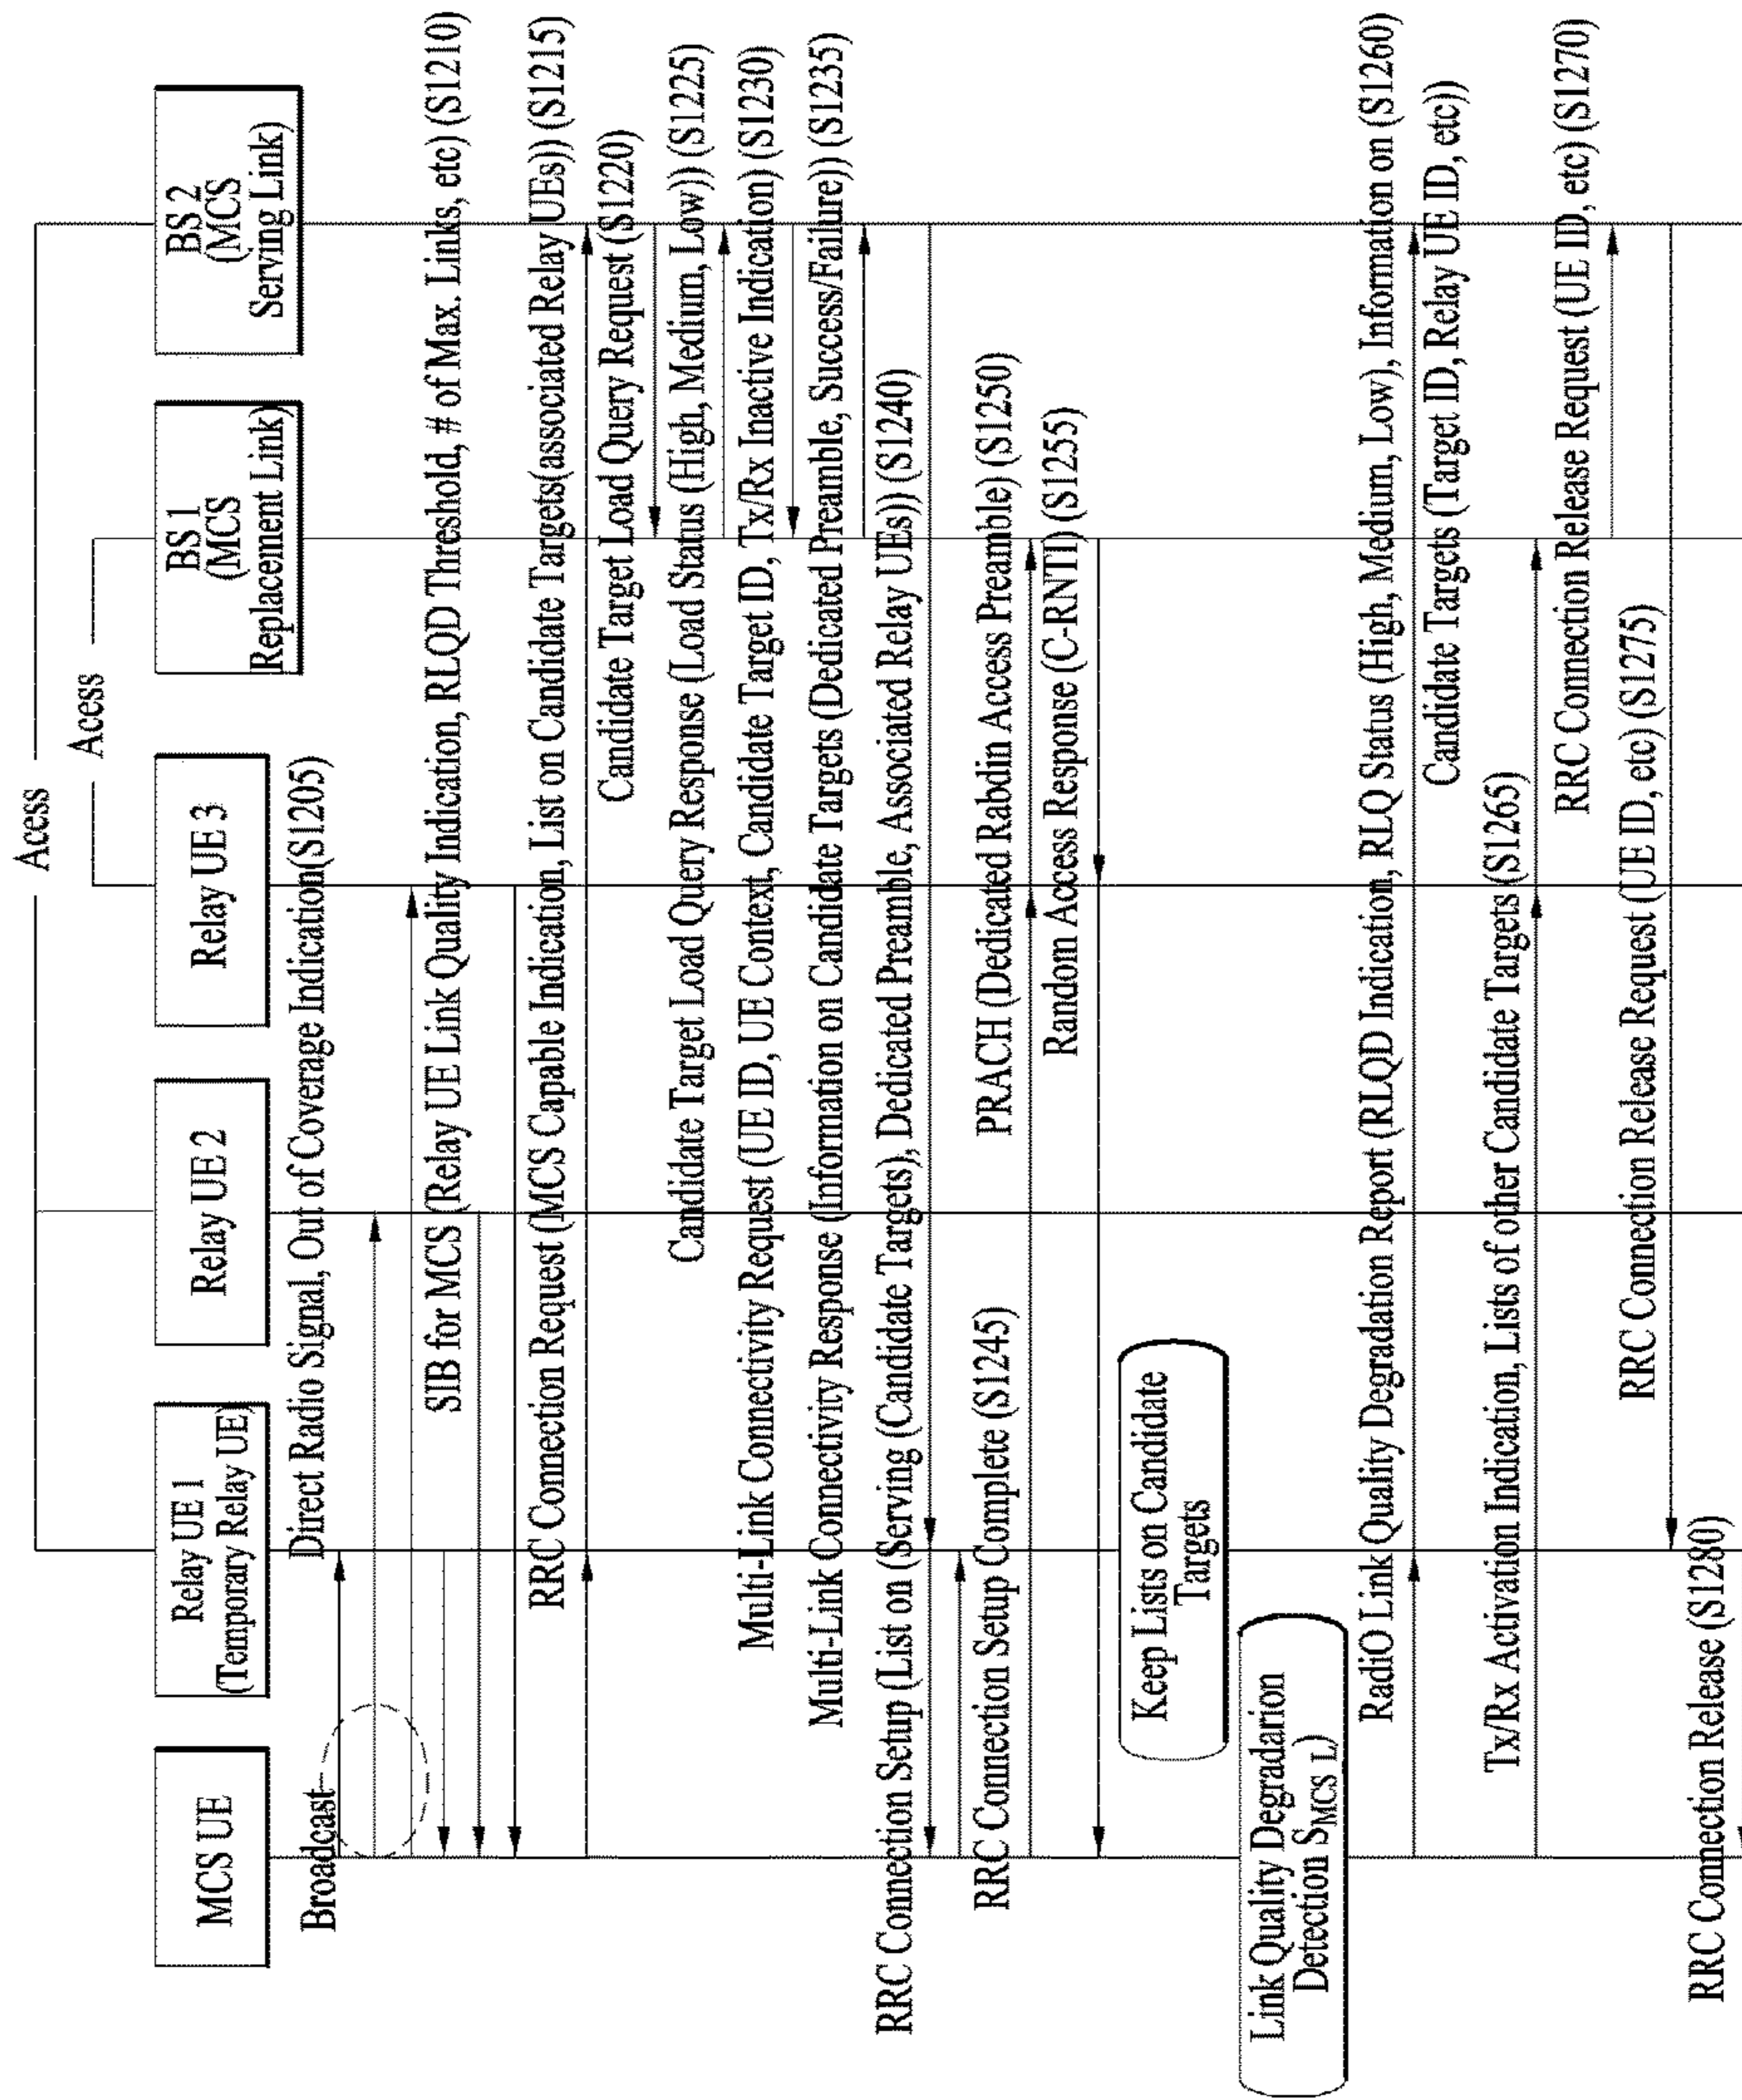 Acess
Acess
MCS UE
Relay UE 1
(Temporary Relay UE)
Relay UE 2
Relay UE 3
BS 1
(MCS
Replacement Link)
BS 2
(MCS
Serving Link)
Broadcast
Direct Radio Signal, Out of Coverage Indication(S1205)
SIB for MCS (Relay UE Link Quality Indication, RLQD Threshold, # of Max. Links, etc) (S1210)
RRC Connection Request (MCS Capable Indication, List on Candidate Targets(associated Relay UEs)) (S1215)
Candidate Target Load Query Request (S1220)
Candidate Target Load Query Response (Load Status (High, Medium, Low)) (S1225)
Multi-Link Connectivity Request (UE ID, UE Context, Candidate Target ID, Tx/Rx Inactive Indication) (S1230)
Multi-Link Connectivity Response (Information on Candidate Targets (Dedicated Preamble, Success/Failure)) (S1235)
RRC Connection Setup (List on (Serving (Candidate Targets), Dedicated Preamble, Associated Relay UEs)) (S1240)
RRC Connection Setup Complete (S1245)
PRACH (Dedicated Rabdin Access Preamble) (S1250)
Random Access Response (C-RNTI) (S1255)
Keep Lists on Candidate
Targets
Link Quality Degradarion
Detection SMCS L)
RadiO Link Quality Degradation Report (RLQD Indication, RLQ Status (High, Medium, Low), Information on (S1260)
Candidate Targets (Target ID, Relay UE ID, etc))
Tx/Rx Activation Indication, Lists of other Candidate Targets (S1265)
RRC Connection Release Request (UE ID, etc) (S1270)
RRC Connection Release Request (UE ID, etc) (S1275)
RRC Connection Release (S1280)